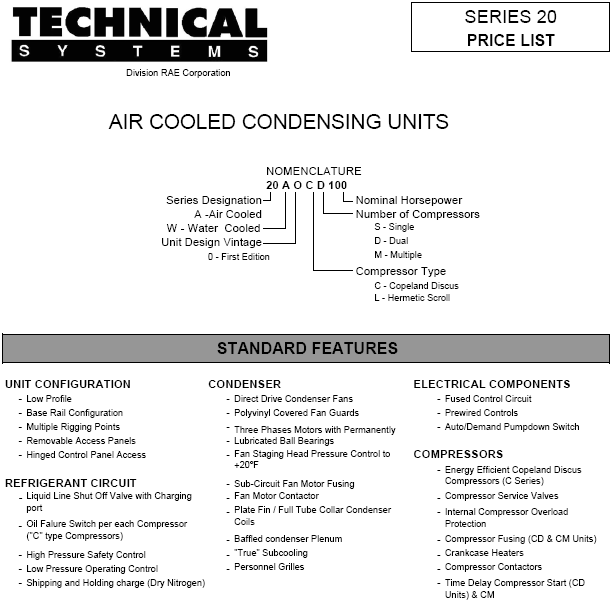 TECHNICAL
SYSTEMS
Division RAE Corporation
SERIES 20
PRICE LIST
AIR COOLED CONDENSING UNITS
NOMENCLATURE
20 A O C D 100
Series Designation
A -Air Cooled
W - Water Cooled
Unit Design Vintage
0 - First Edition
Nominal Horsepower
Number of Compressors
S - Single
D - Dual
M - Multiple
Compressor Type
C - Copeland Discus
L - Hermetic Scroll
STANDARD FEATURES
UNIT CONFIGURATION
- Low Profile
- Base Rail Configuration
- Multiple Rigging Points
- Removable Access Panels
- Hinged Control Panel Access
REFRIGERANT CIRCUIT
- Liquid Line Shut Off Valve with Charging
port
- Oil Falure Switch per each Compressor
("C" type Compressors)
- High Pressure Safety Control
- Low Pressure Operating Control
- Shipping and Holding charge (Dry Nitrogen)
CONDENSER
- Direct Drive Condenser Fans
- Polyvinyl Covered Fan Guards
- Three Phases Motors with Permanently
- Lubricated Ball Bearings
- Fan Staging Head Pressure Control to
+20°F
- Sub-Circuit Fan Motor Fusing
- Fan Motor Contactor
- Plate Fin / Full Tube Collar Condenser
Coils
- Baffled condenser Plenum
- "True" Subcooling
- Personnel Grilles
ELECTRICAL COMPONENTS
- Fused Control Circuit
- Prewired Controls
- Auto/Demand Pumpdown Switch
COMPRESSORS
- Energy Efficient Copeland Discus
Compressors (C Series)
- Compressor Service Valves
- Internal Compressor Overload
Protection
- Compressor Fusing (CD & CM Units)
- Crankcase Heaters
- Compressor Contactors
- Time Delay Compressor Start (CD
Units) & CM